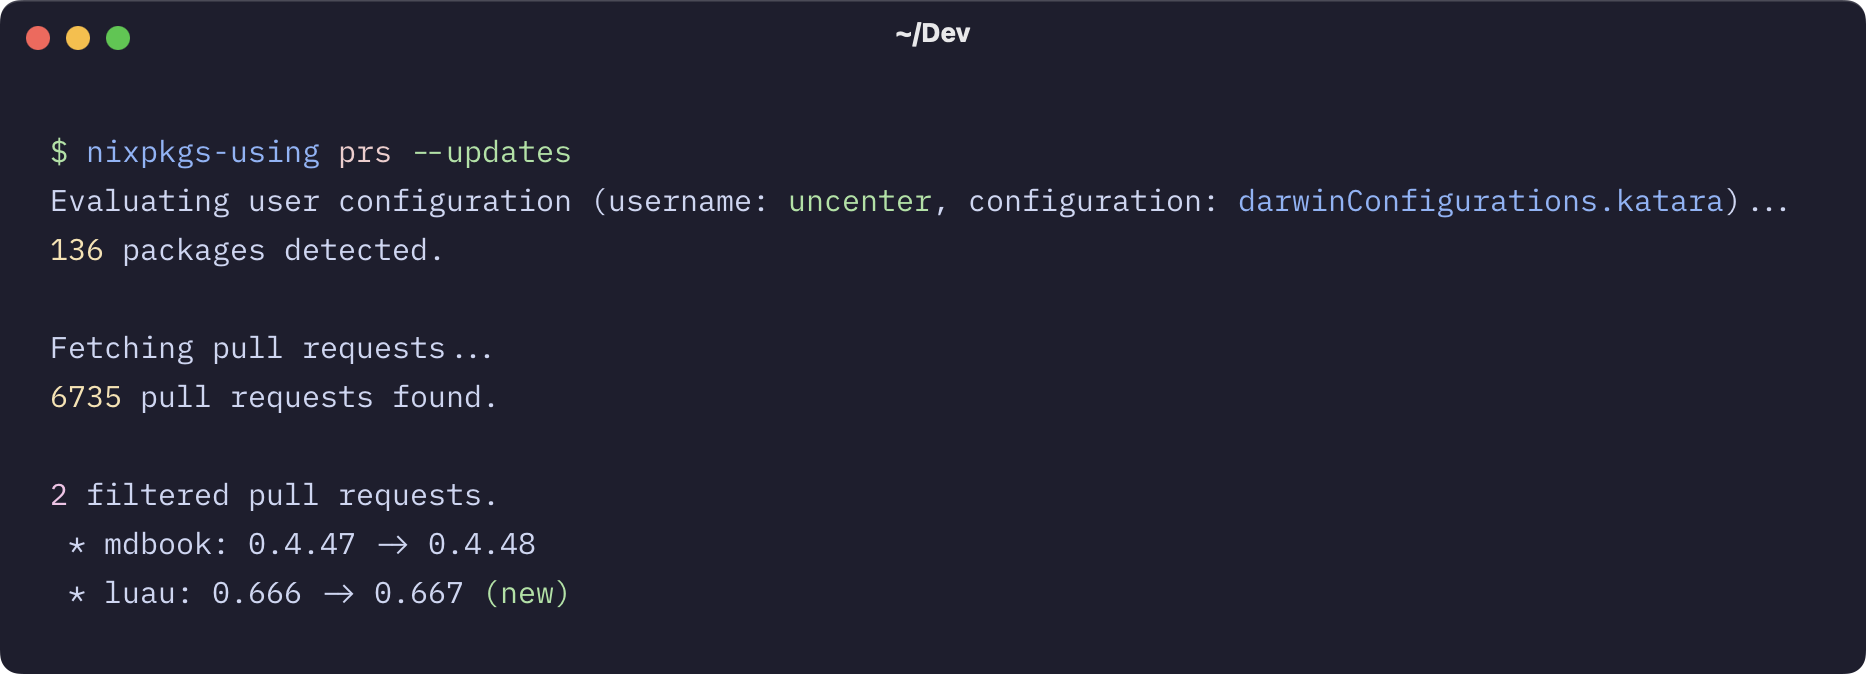 ~/Dev
$ nixpkgs-using prs --updates
Evaluating user configuration (username: uncenter, configuration: darwinConfigurations.katara)...
136 packages detected.
Fetching pull requests...
6735 pull requests found.
2 filtered pull requests.
* mdbook: 0.4.47 → 0.4.48
* luau: 0.666 → 0.667 (new)